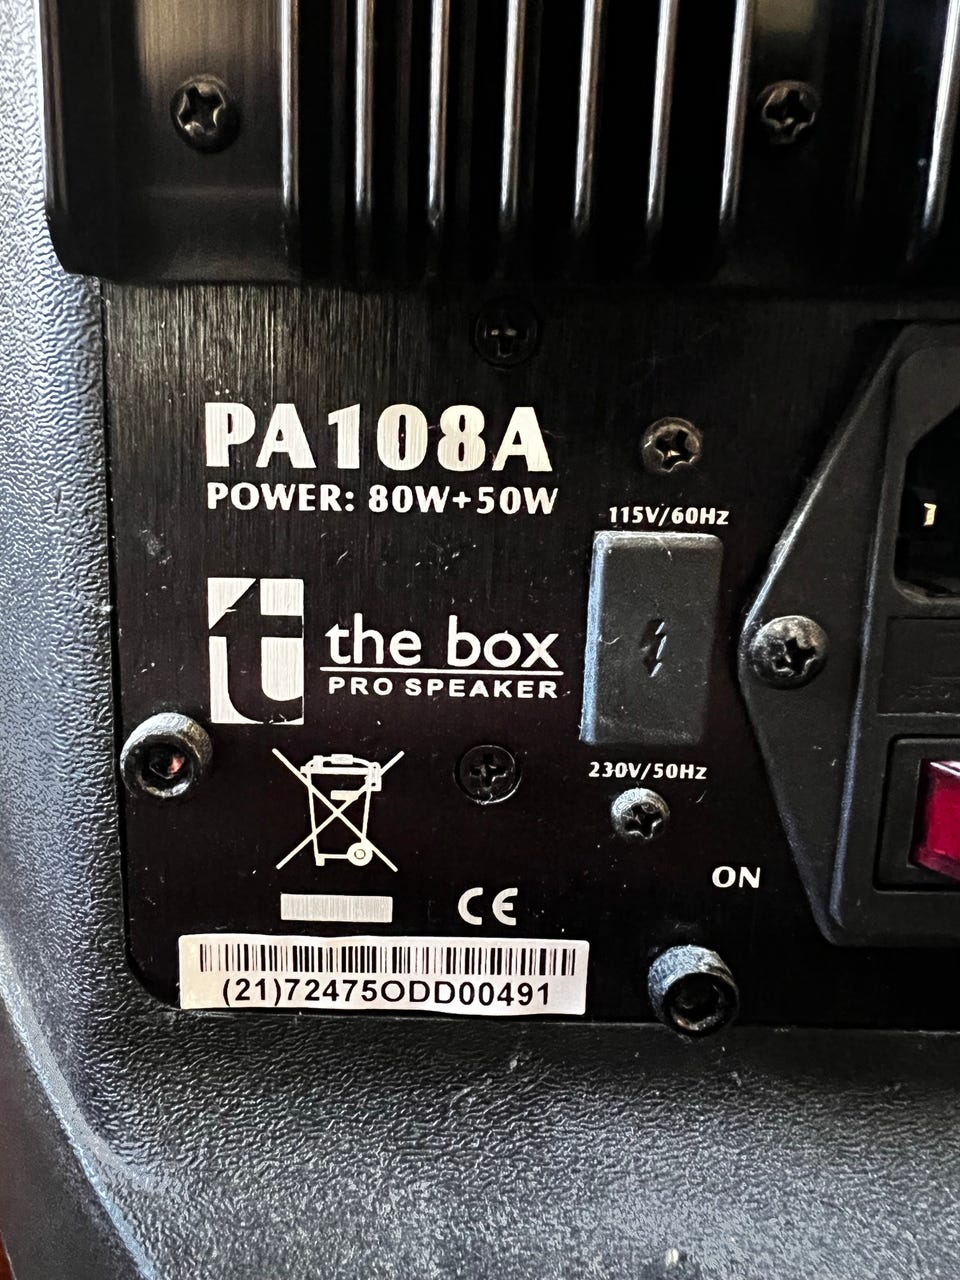 PA108A
POWER: 80W+50W
115V/60Hz
the box
PRO SPEAKER
230V/50Hz
ON
CE
(21)72475ODD00491